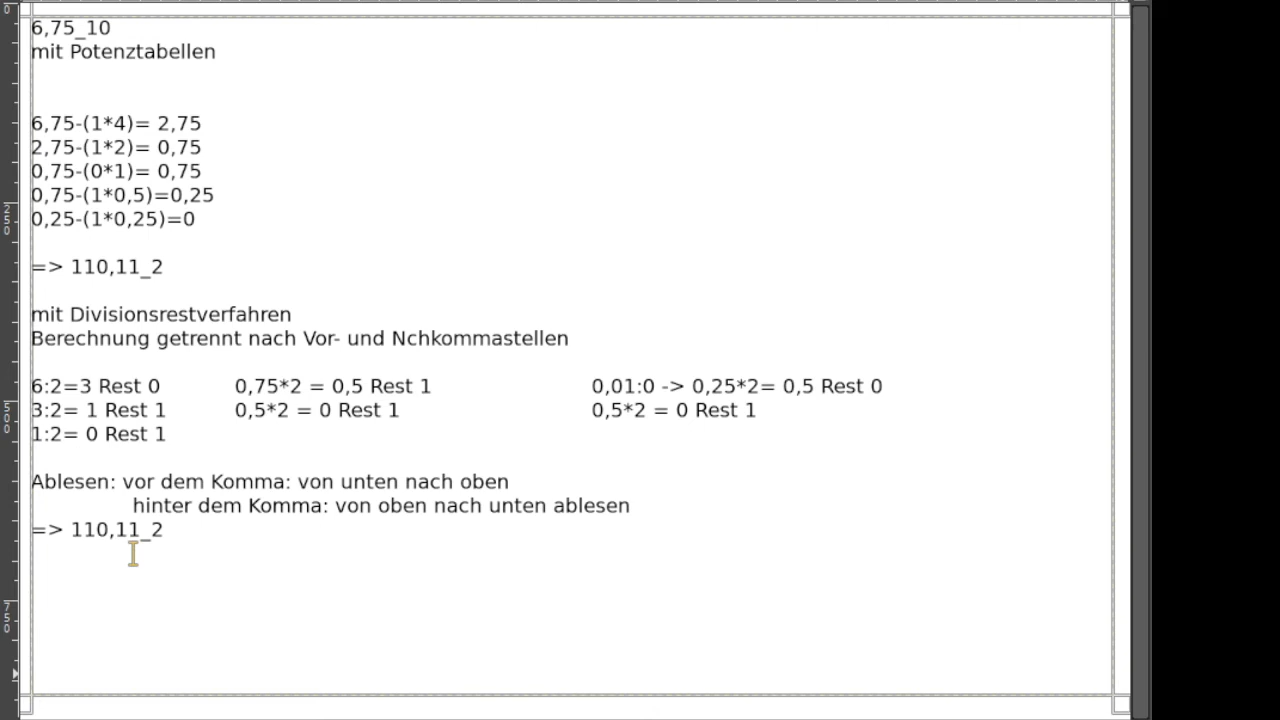 6,75_10
mit Potenztabellen
6,75-(1*4)= 2,75
2,75-(1*2)= 0,75
0,75-(0*1)= 0,75
0,75-(1*0,5)=0,25
0,25-(1*0,25)=0
=> 110,11_2
mit Divisionsrestverfahren
Berechnung getrennt nach Vor- und Nchkommastellen
6:2=3 Rest 0 0,75*2 = 0,5 Rest 1 0,01:0 -> 0,25*2= 0,5 Rest 0
3:2= 1 Rest 1 0,5*2 = 0 Rest 1 0,5*2 = 0 Rest 1
1:2= 0 Rest 1
Ablesen: vor dem Komma: von unten nach oben
hinter dem Komma: von oben nach unten ablesen
=> 110,11_2
0
250
500
750